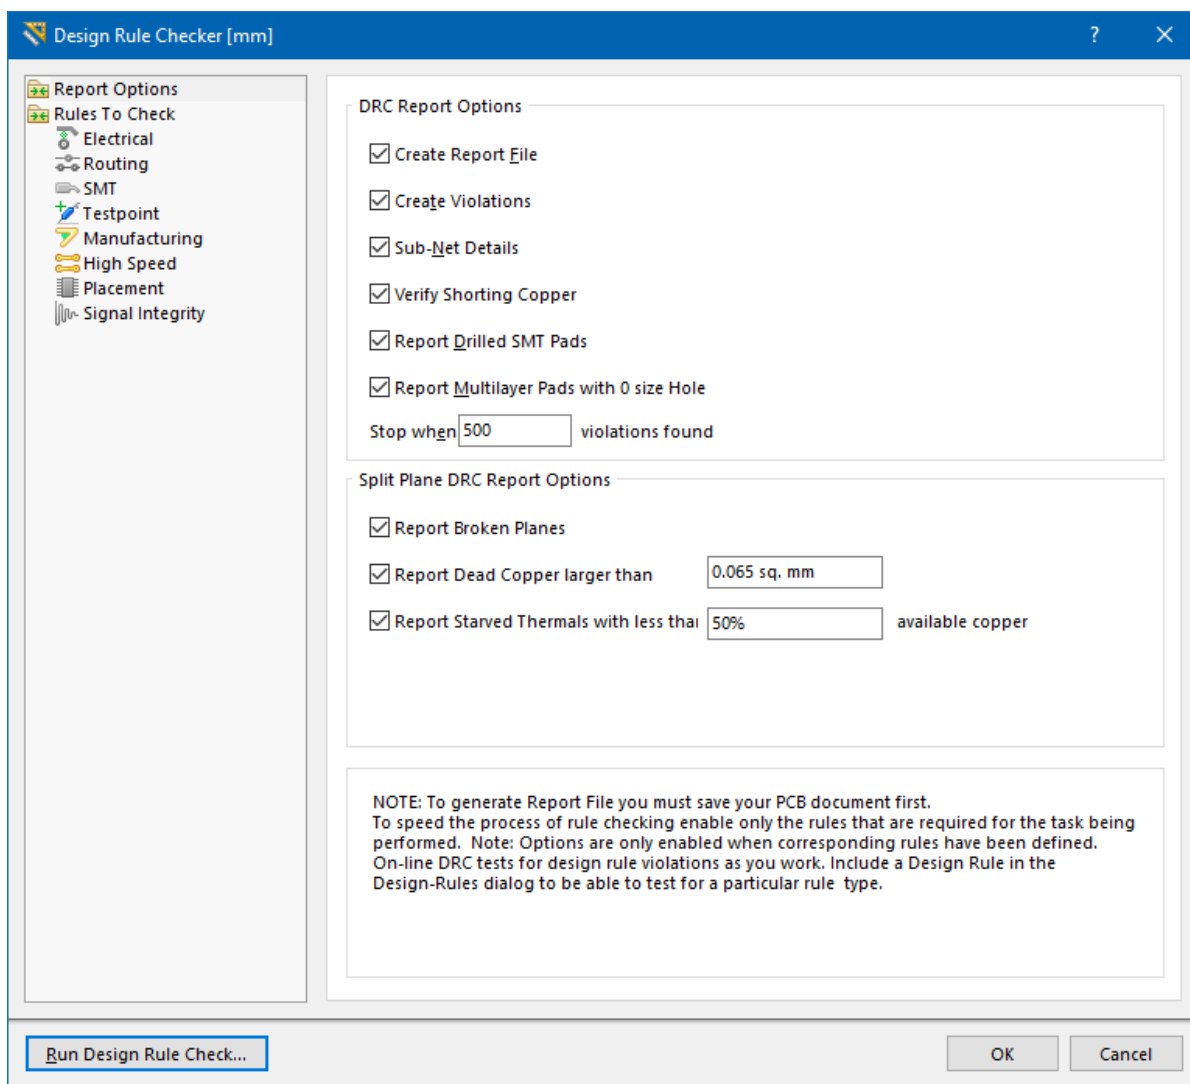 Design Rule Checker [mm]
?
Report Options
Rules To Check
Electrical
Routing
SMT
Testpoint
Manufacturing
High Speed
Placement
Signal Integrity
DRC Report Options
Create Report File
Create Violations
Sub-Net Details
Verify Shorting Copper
Report Drilled SMT Pads
Report Multilayer Pads with 0 size Hole
Stop when 500 violations found
Split Plane DRC Report Options
Report Broken Planes
Report Dead Copper larger than 0.065 sq. mm
Report Starved Thermals with less tha 50% available copper
NOTE: To generate Report File you must save your PCB document first.
To speed the process of rule checking enable only the rules that are required for the task being
performed.  Note: Options are only enabled when corresponding rules have been defined.
On-line DRC tests for design rule violations as you work. Include a Design Rule in the
Design-Rules dialog to be able to test for a particular rule  type.
Run Design Rule Check...
OK
Cancel